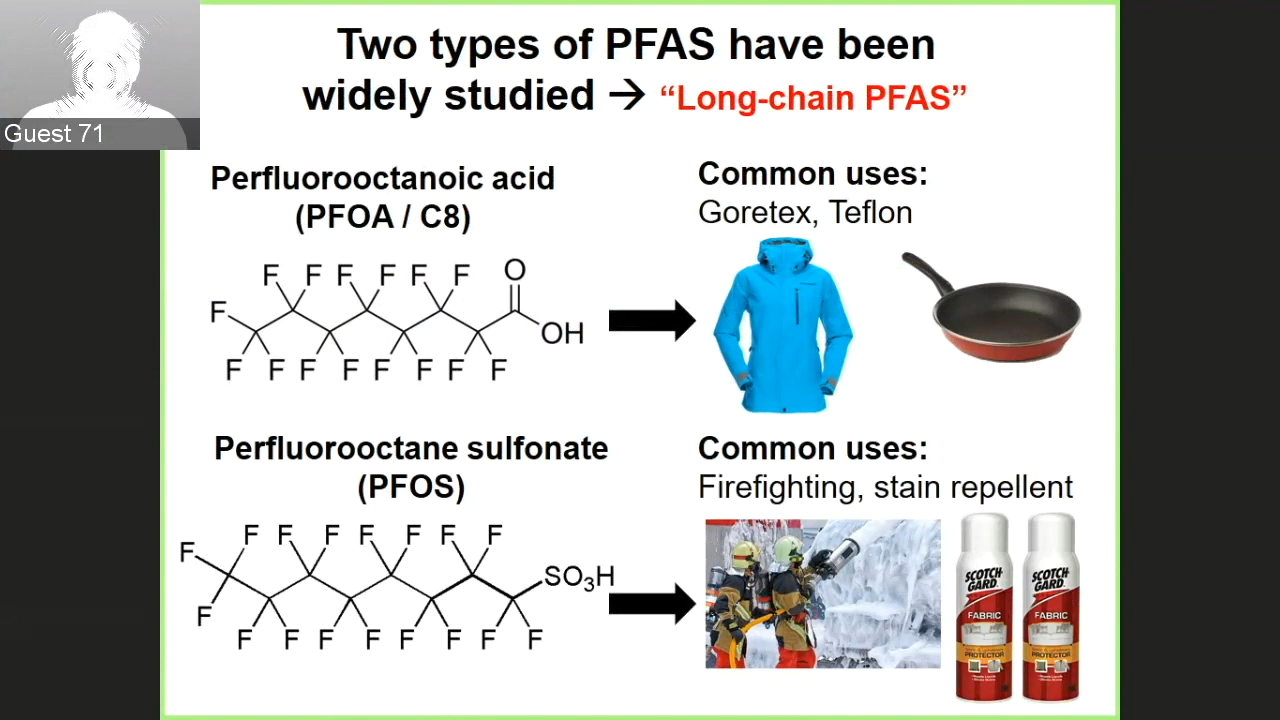 Two types of PFAS have been
widely studied → “Long-chain PFAS”
Guest 71
Perfluorooctanoic acid
(PFOA / C8)
Common uses:
Goretex, Teflon
F F F F F F O
F
OH
F F F F F F F F
Perfluorooctane sulfonate
(PFOS)
Common uses:
Firefighting, stain repellent
F F F F F F F
F
SO3H
F
F F F F F F F F
SCOTCH GARD
FABRIC
PROTECTOR
SCOTCH GARD
FABRIC
PROTECTOR